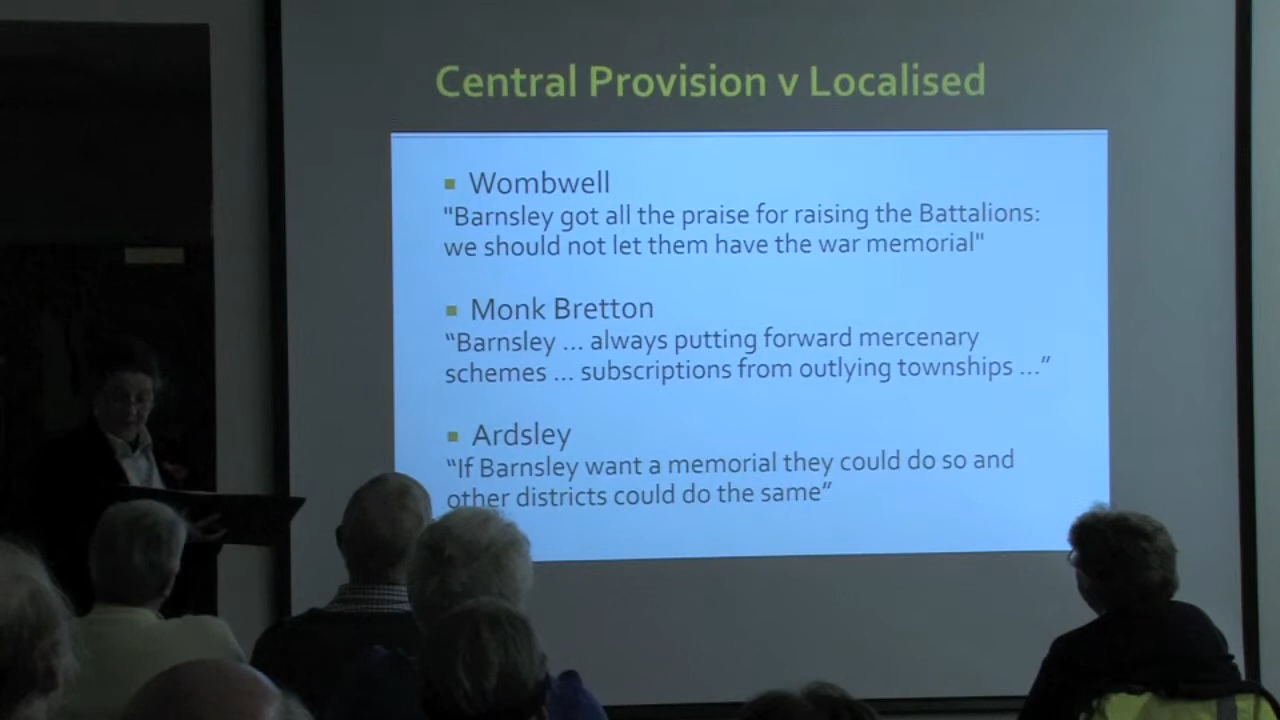 Central Provision v Localised
Wombwell
"Barnsley got all the praise for raising the Battalions:
we should not let them have the war memorial"
Monk Bretton
“Barnsley ... always putting forward mercenary
schemes ... subscriptions from outlying townships ...”
Ardsley
“If Barnsley want a memorial they could do so and
other districts could do the same”